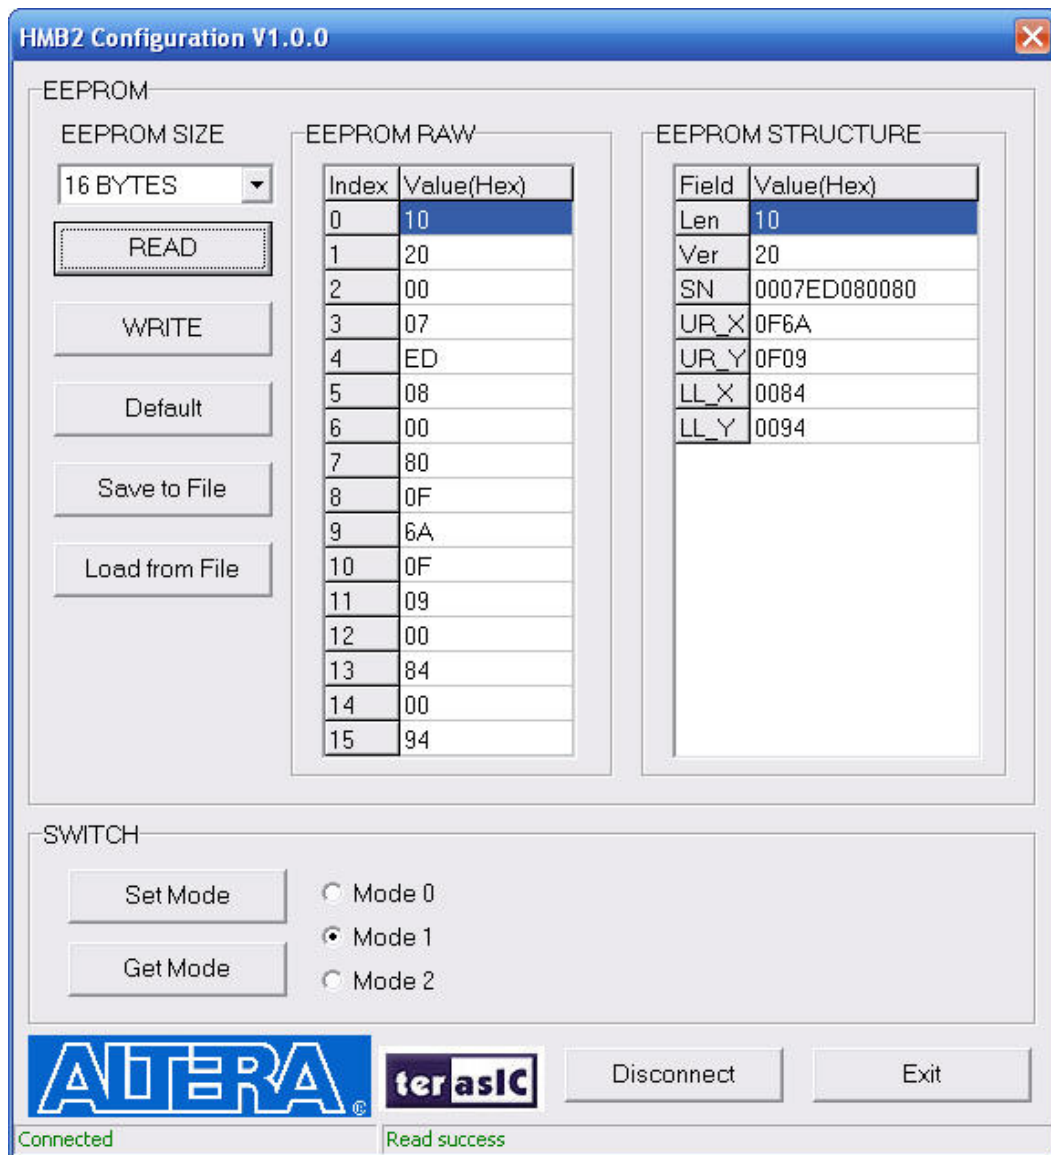 HMB2 Configuration V1.0.0
EEPROM
EEPROM SIZE
16 BYTES
READ
WRITE
Default
Save to File
Load from File
EEPROM RAW
Index Value(Hex)
0 10
1 20
2 00
3 07
4 ED
5 08
6 00
7 80
8 0F
9 6A
10 0F
11 09
12 00
13 84
14 00
15 94
EEPROM STRUCTURE
Field Value(Hex)
Len 10
Ver 20
SN 0007ED080080
UR_X 0F6A
UR_Y 0F09
LL_X 0084
LL_Y 0094
SWITCH
Set Mode
Get Mode
Mode 0
Mode 1
Mode 2
ALTERA®
terasIC
Disconnect
Exit
Connected
Read success